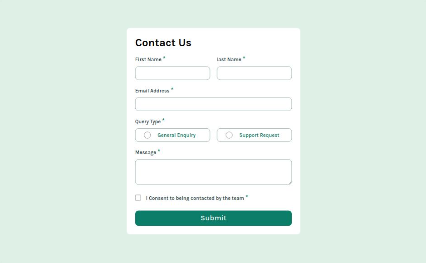 Contact Us
First Name *
last Name *
Email Address *
Query Type *
General Enquiry
Support Request
Message *
I Consent to being contacted by the team *
Submit